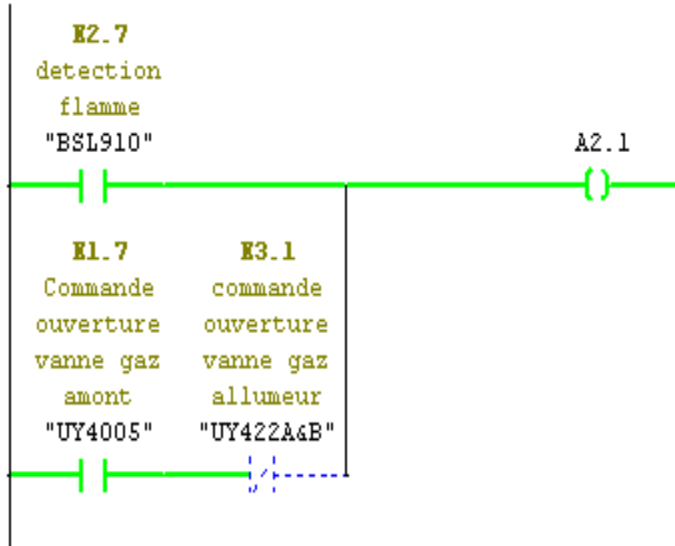 E2.7
detection
flamme
"BSL910"
A2.1
E1.7
Commande
ouverture
vanne gaz
amont
"UY4005"
E3.1
commande
ouverture
vanne gaz
allumeur
"UY422A&B"